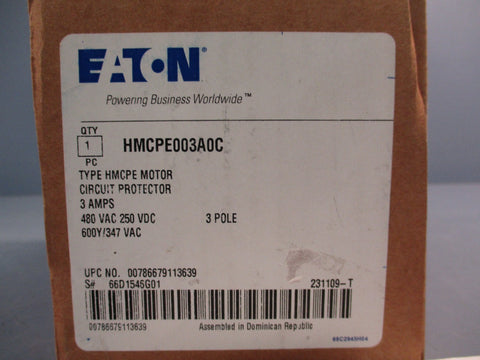 EATON
Powering Business Worldwide™
QTY
1 HMCPE003A0C
PC
TYPE HMCPE MOTOR
CIRCUIT PROTECTOR
3 AMPS
480 VAC 250 VDC 3 POLE
600Y/347 VAC
UPC NO. 00786679113639
S# 66D1545G01 231109-T
00786679113639 Assembled in Dominican Republic